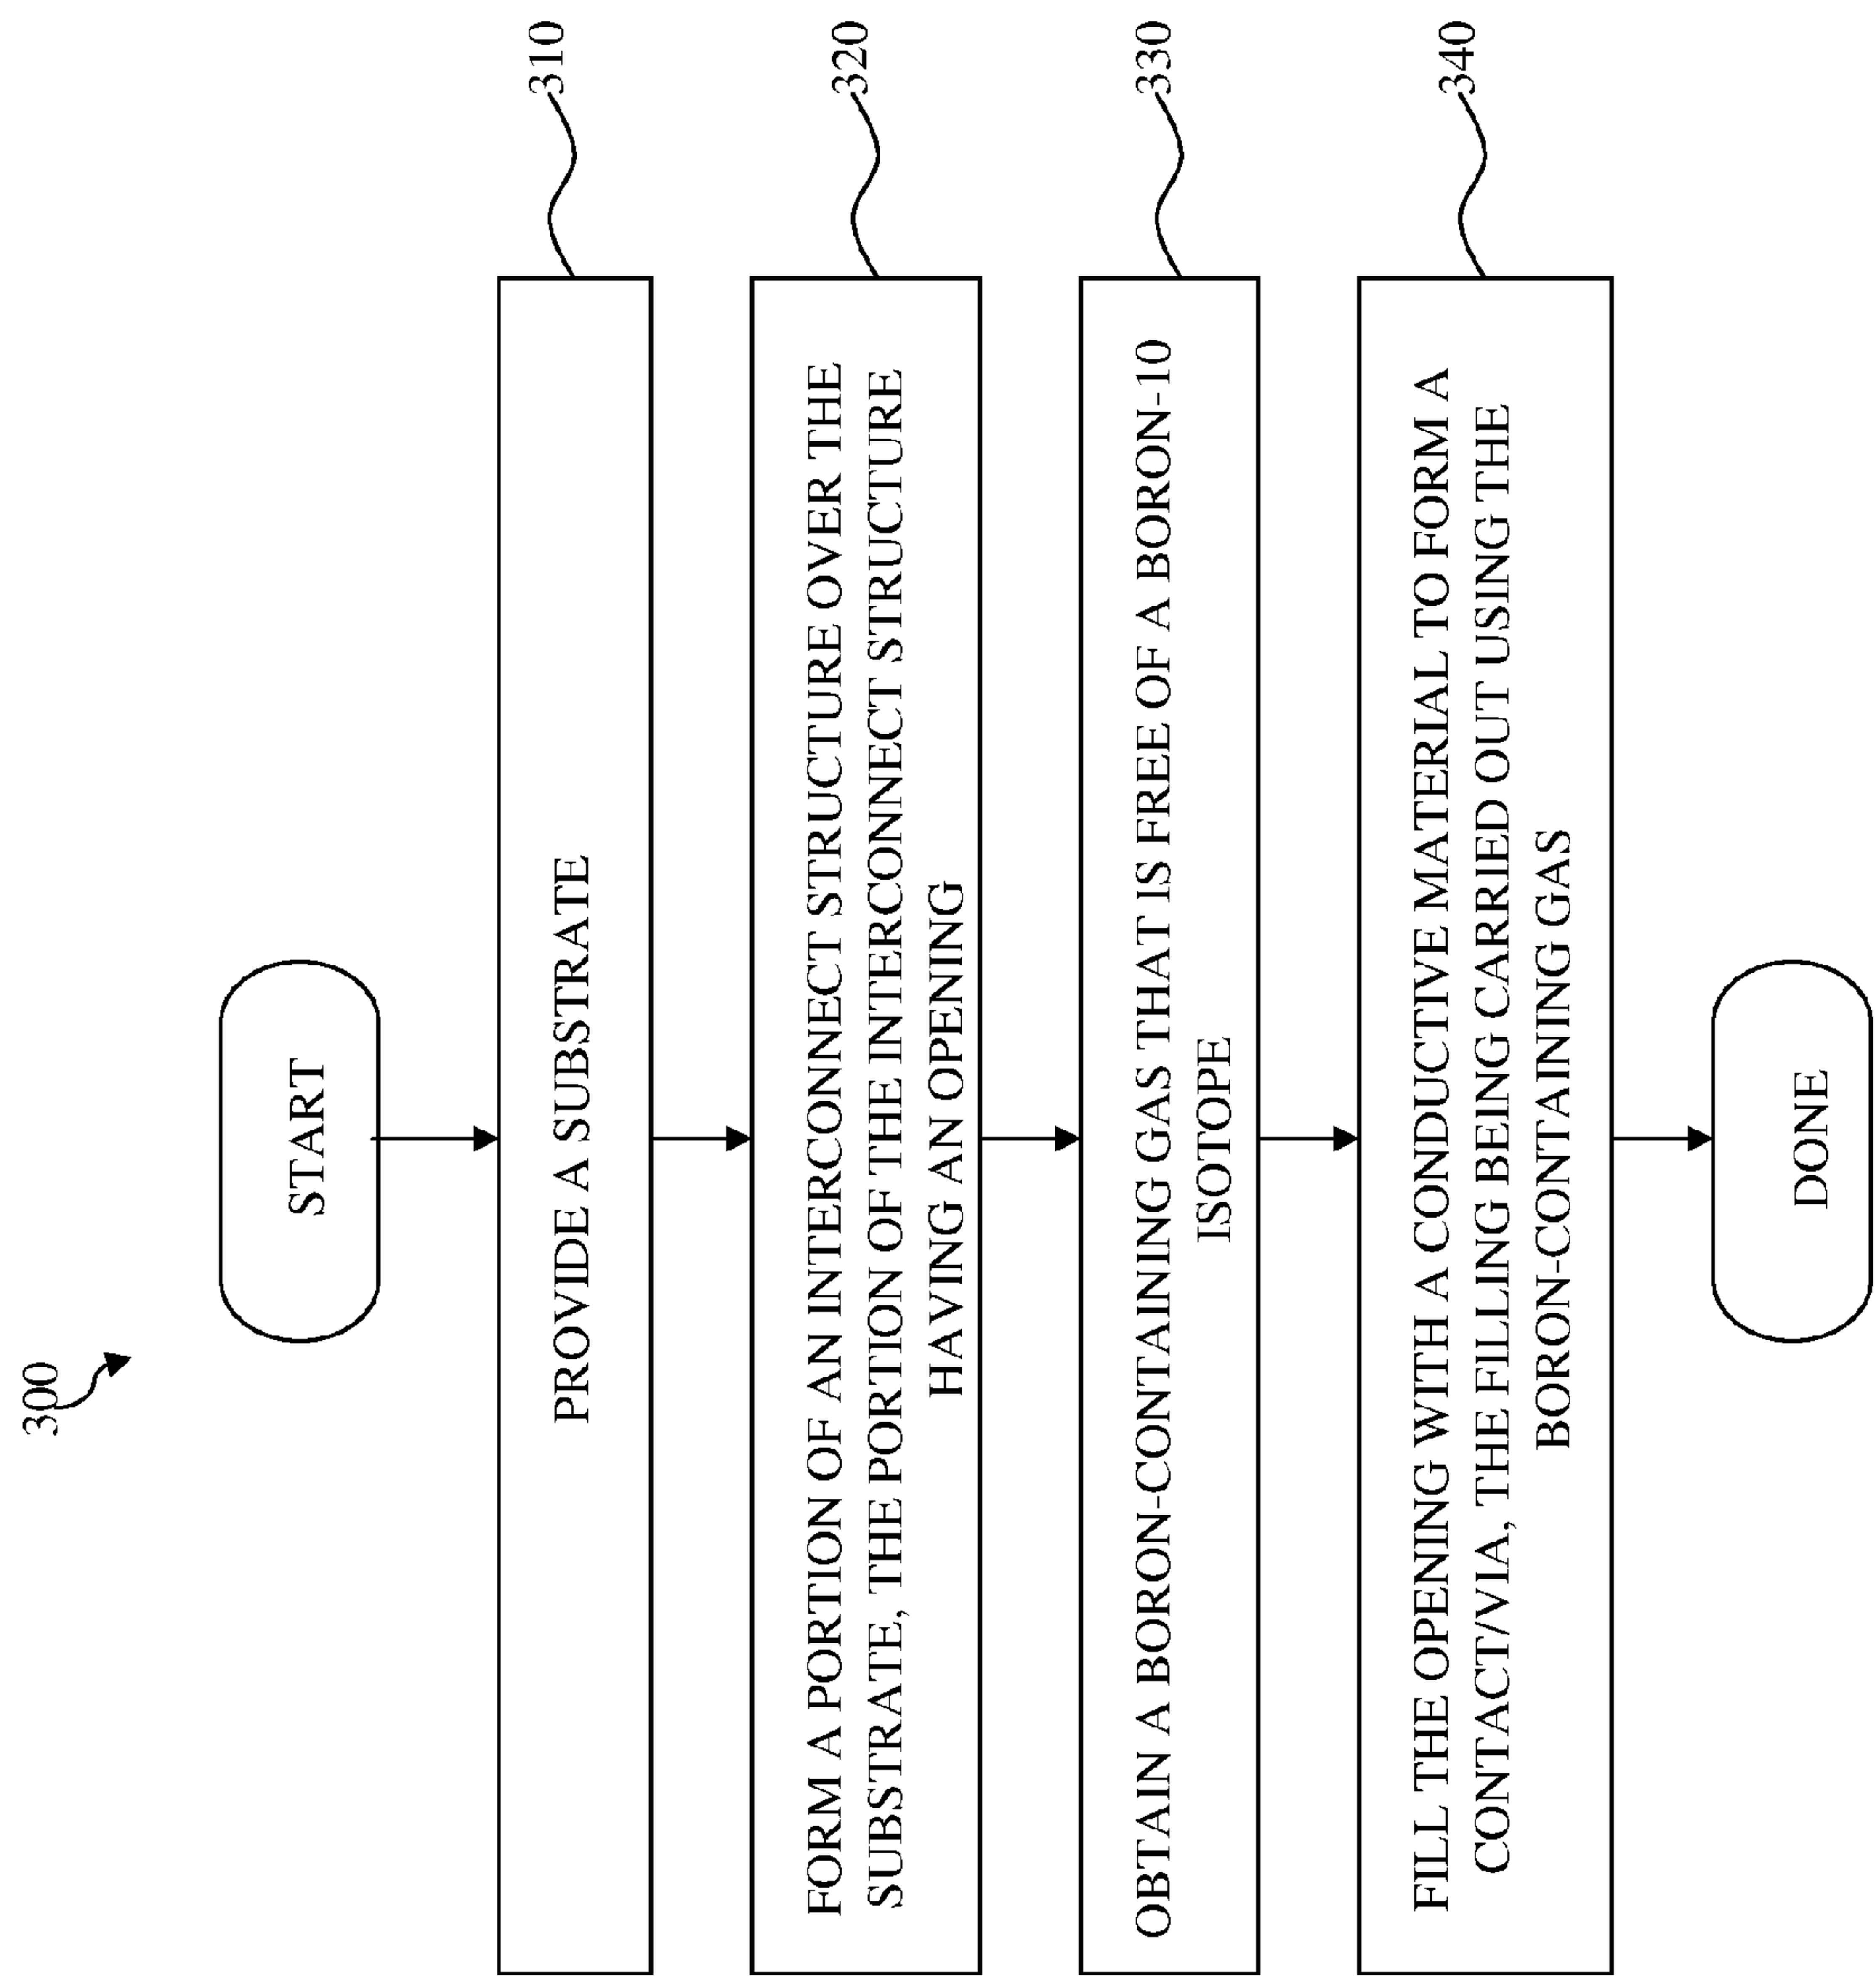 300
START
PROVIDE A SUBSTRATE
310
FORM A PORTION OF AN INTERCONNECT STRUCTURE OVER THE
SUBSTRATE, THE PORTION OF THE INTERCONNECT STRUCTURE
HAVING AN OPENING
320
OBTAIN A BORON-CONTAINING GAS THAT IS FREE OF A BORON-10
ISOTOPE
330
FILL THE OPENING WITH A CONDUCTIVE MATERIAL TO FORM A
CONTACT/VIA, THE FILLING BEING CARRIED OUT USING THE
BORON-CONTAINING GAS
340
DONE